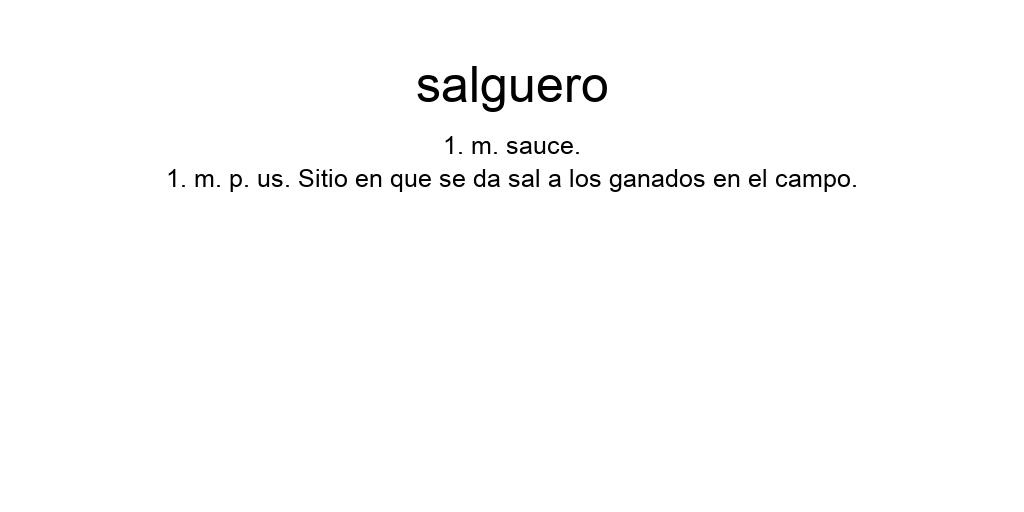 salguero
1. m. sauce.
1. m. p. us. Sitio en que se da sal a los ganados en el campo.